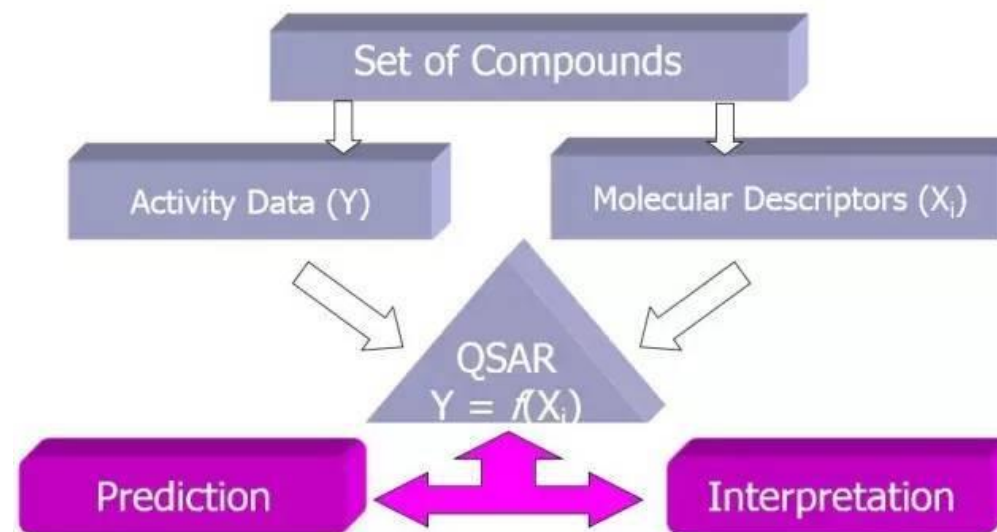 Set of Compounds
Activity Data (Y)
Molecular Descriptors (Xᵢ)
QSAR
Y = f(Xᵢ)
Prediction
Interpretation